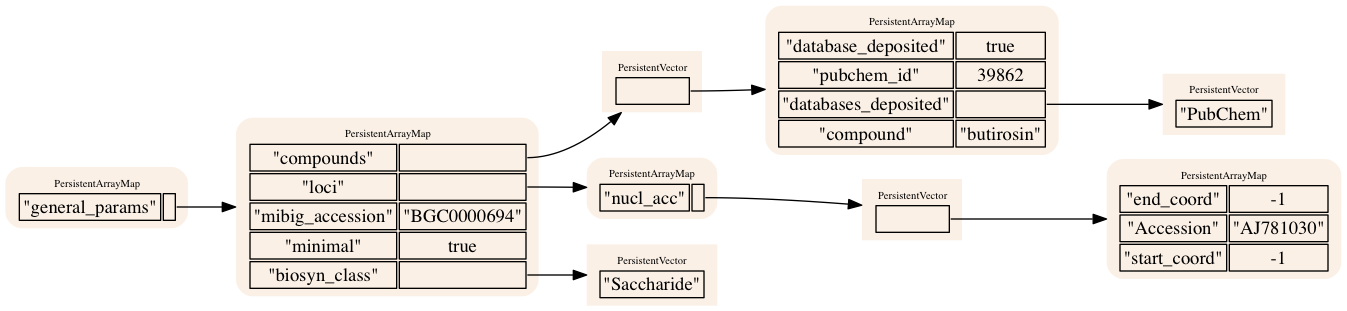 PersistentArrayMap
"general_params"
PersistentArrayMap
"compounds"
"loci"
"mibig_accession" "BGC0000694"
"minimal" true
"biosyn_class"
PersistentVector
PersistentArrayMap
"database_deposited" true
"pubchem_id" 39862
"databases_deposited"
"compound" "butirosin"
PersistentVector
"PubChem"
PersistentArrayMap
"nucl_acc"
PersistentVector
PersistentArrayMap
"end_coord" -1
"Accession" "AJ781030"
"start_coord" -1
PersistentVector
"Saccharide"